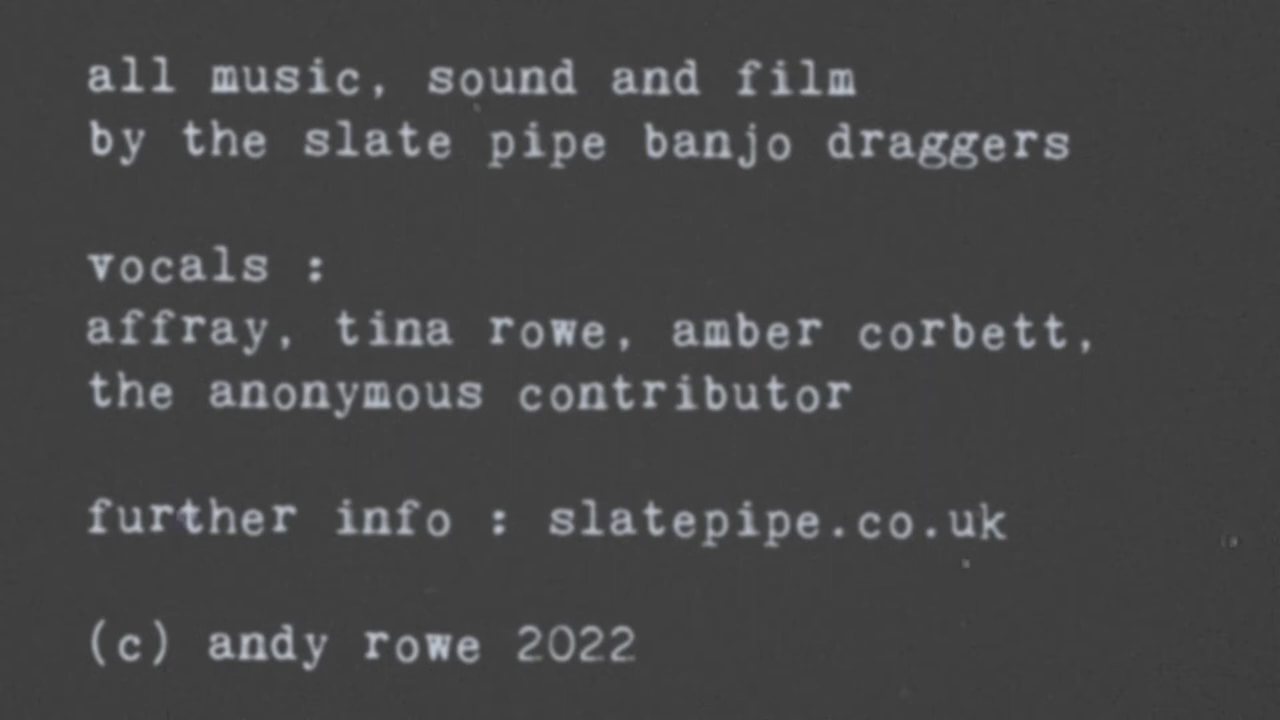 all music, sound and film
by the slate pipe banjo draggers
vocals :
affray, tina rowe, amber corbett,
the anonymous contributor
further info : slatepipe.co.uk
(c) andy rowe 2022